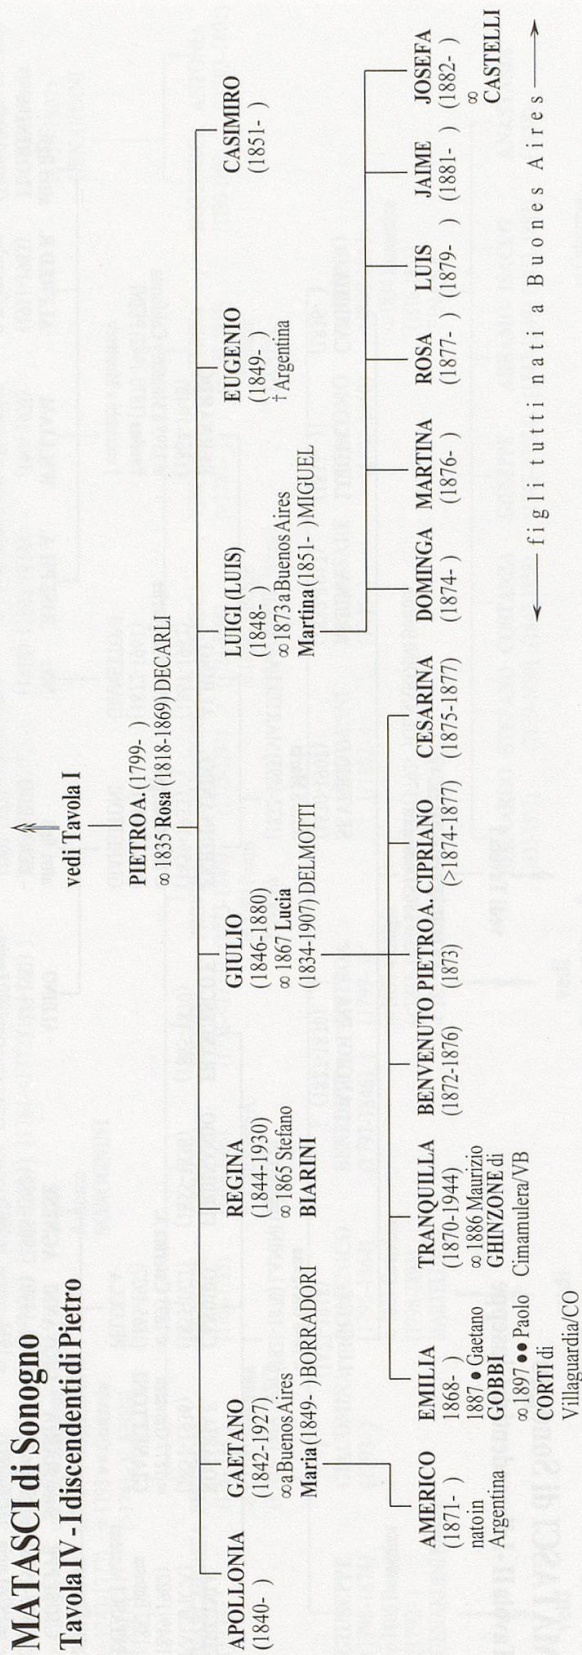 MATASCI di Sonogno
Tavola IV - I discendenti di Pietro
vedi Tavola I
PIETRO A. (1799- )
∞ 1835 Rosa (1818-1869) DECARLI
APOLLONIA
(1840- )
GAETANO
(1842-1927)
∞ a Buenos Aires
Maria (1849- ) BORRADORI
REGINA
(1844-1930)
∞ 1865 Stefano
BIARINI
GIULIO
(1846-1880)
∞ 1867 Lucia
(1834-1907) DELMOTTI
LUIGI (LUIS)
(1848- )
∞ 1873 a Buenos Aires
Martina (1851- ) MIGUEL
EUGENIO
(1849- )
† Argentina
CASIMIRO
(1851- )
AMERICO
(1871- )
nato in
Argentina
EMILIA
1868- )
1887 ● Gaetano
GOBBI
∞ 1897 ●● Paolo
CORTI di
Villaguardia/CO
TRANQUILLA
(1870-1944)
∞ 1886 Maurizio
GHINZONE di
Cimamulera/VB
BENVENUTO
(1872-1876)
PIETRO A.
(1873)
CIPRIANO
(>1874-1877)
CESARINA
(1875-1877)
DOMINGA
(1874- )
MARTINA
(1876- )
ROSA
(1877- )
LUIS
(1879- )
JAIME
(1881- )
JOSEFA
(1882- )
∞
CASTELLI
figli tutti nati a Buones Aires